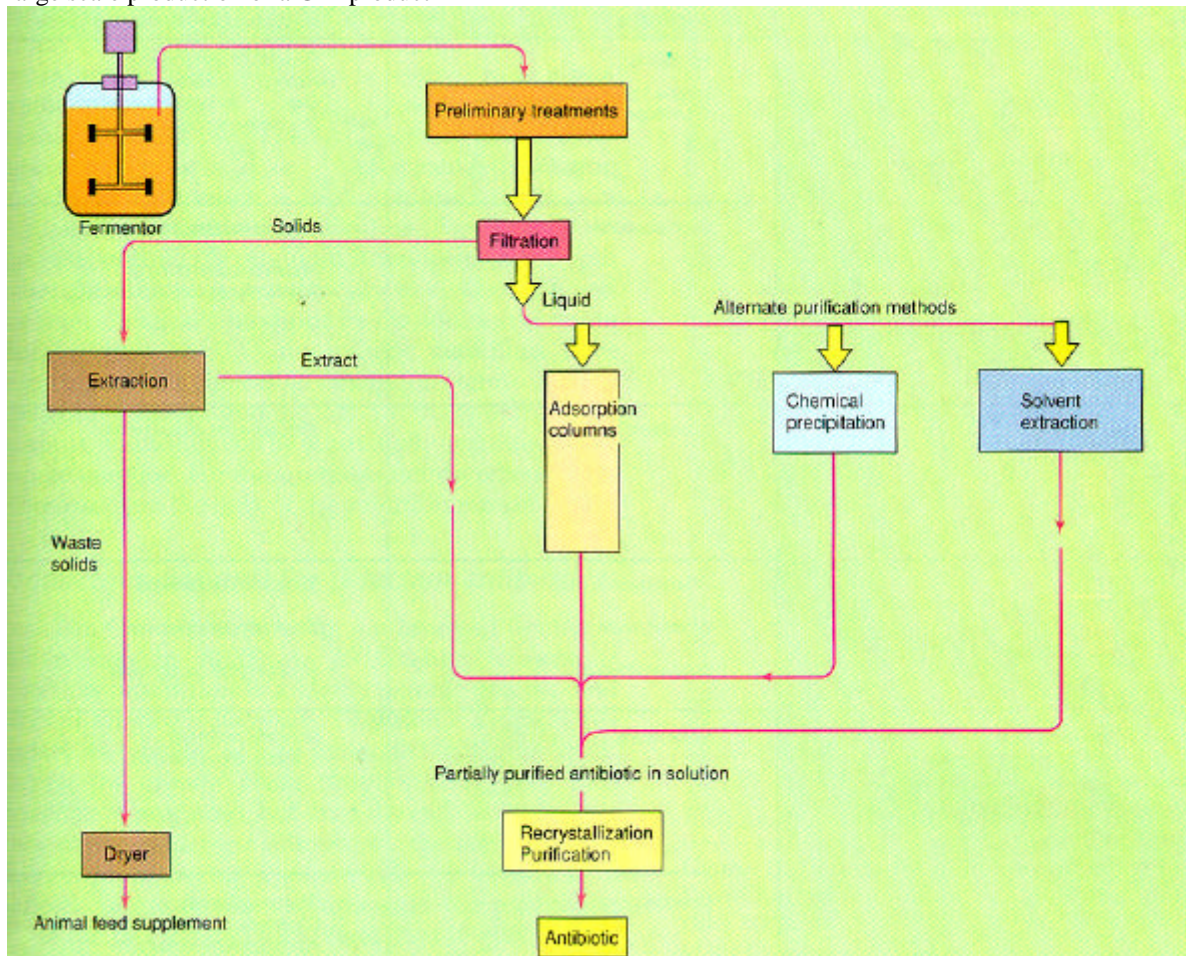 Preliminary treatments
Fermentor
Solids
Filtration
Liquid
Alternate purification methods
Extraction
Extract
Adsorption
columns
Chemical
precipitation
Solvent
extraction
Waste
solids
Partially purified antibiotic in solution
Recrystallization
Purification
Dryer
Animal feed supplement
Antibiotic